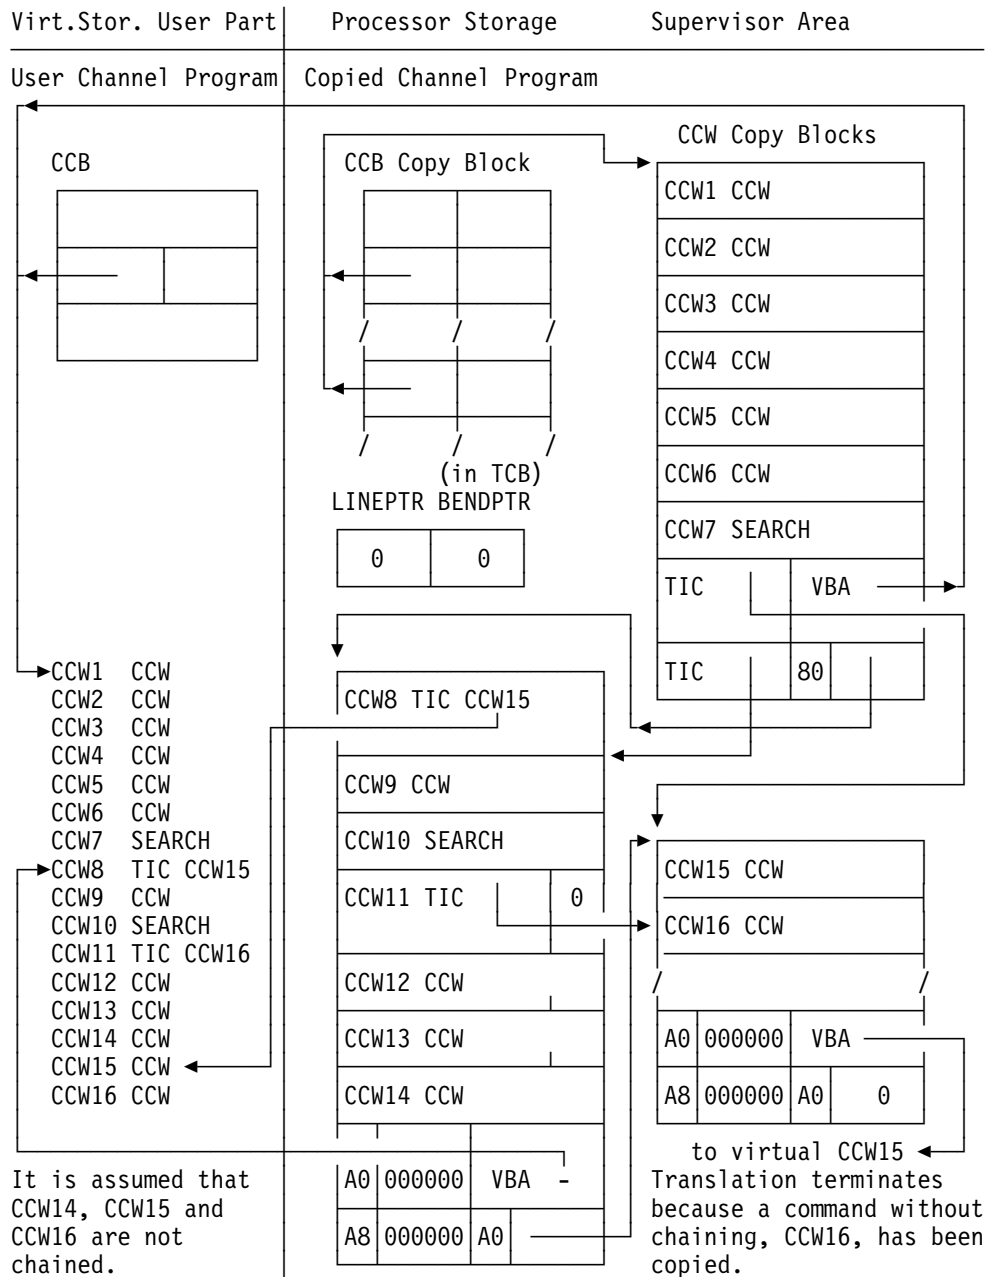 Virt.Stor. User Part Processor Storage Supervisor Area
User Channel Program Copied Channel Program
CCW Copy Blocks
CCB CCB Copy Block
CCW1 CCW
CCW2 CCW
CCW3 CCW
CCW4 CCW
CCW5 CCW
CCW6 CCW
CCW7 SEARCH
TIC VBA
TIC 80
(in TCB)
LINEPTR BENDPTR
0 0
CCW1 CCW
CCW2 CCW
CCW3 CCW
CCW4 CCW
CCW5 CCW
CCW6 CCW
CCW7 SEARCH
CCW8 TIC CCW15
CCW9 CCW
CCW10 SEARCH
CCW11 TIC CCW16
CCW12 CCW
CCW13 CCW
CCW14 CCW
CCW15 CCW
CCW16 CCW
CCW8 TIC CCW15
CCW9 CCW
CCW10 SEARCH
CCW11 TIC 0
CCW12 CCW
CCW13 CCW
CCW14 CCW
A0 000000 VBA -
A8 000000 A0
CCW15 CCW
CCW16 CCW
/ /
A0 000000 VBA
A8 000000 A0 0
to virtual CCW15
It is assumed that
CCW14, CCW15 and
CCW16 are not
chained.
Translation terminates
because a command without
chaining, CCW16, has been
copied.